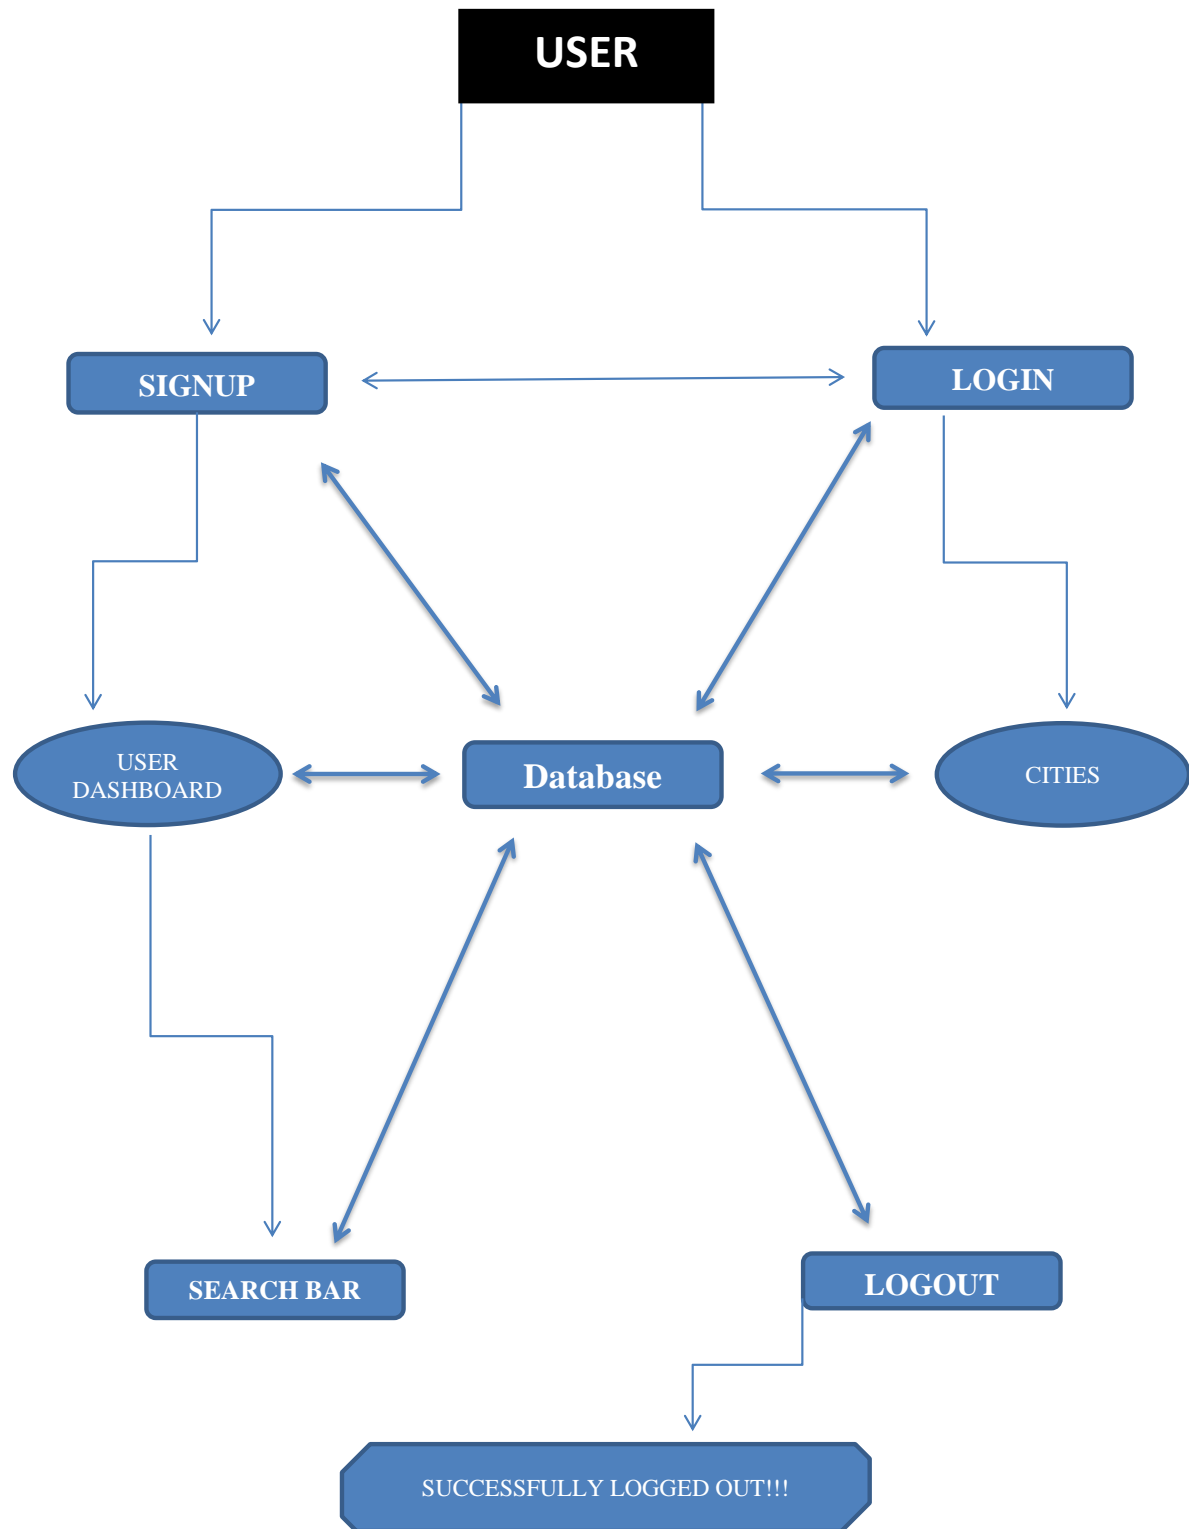 USER
SIGNUP
LOGIN
USER
DASHBOARD
Database
CITIES
SEARCH BAR
LOGOUT
SUCCESSFULLY LOGGED OUT!!!